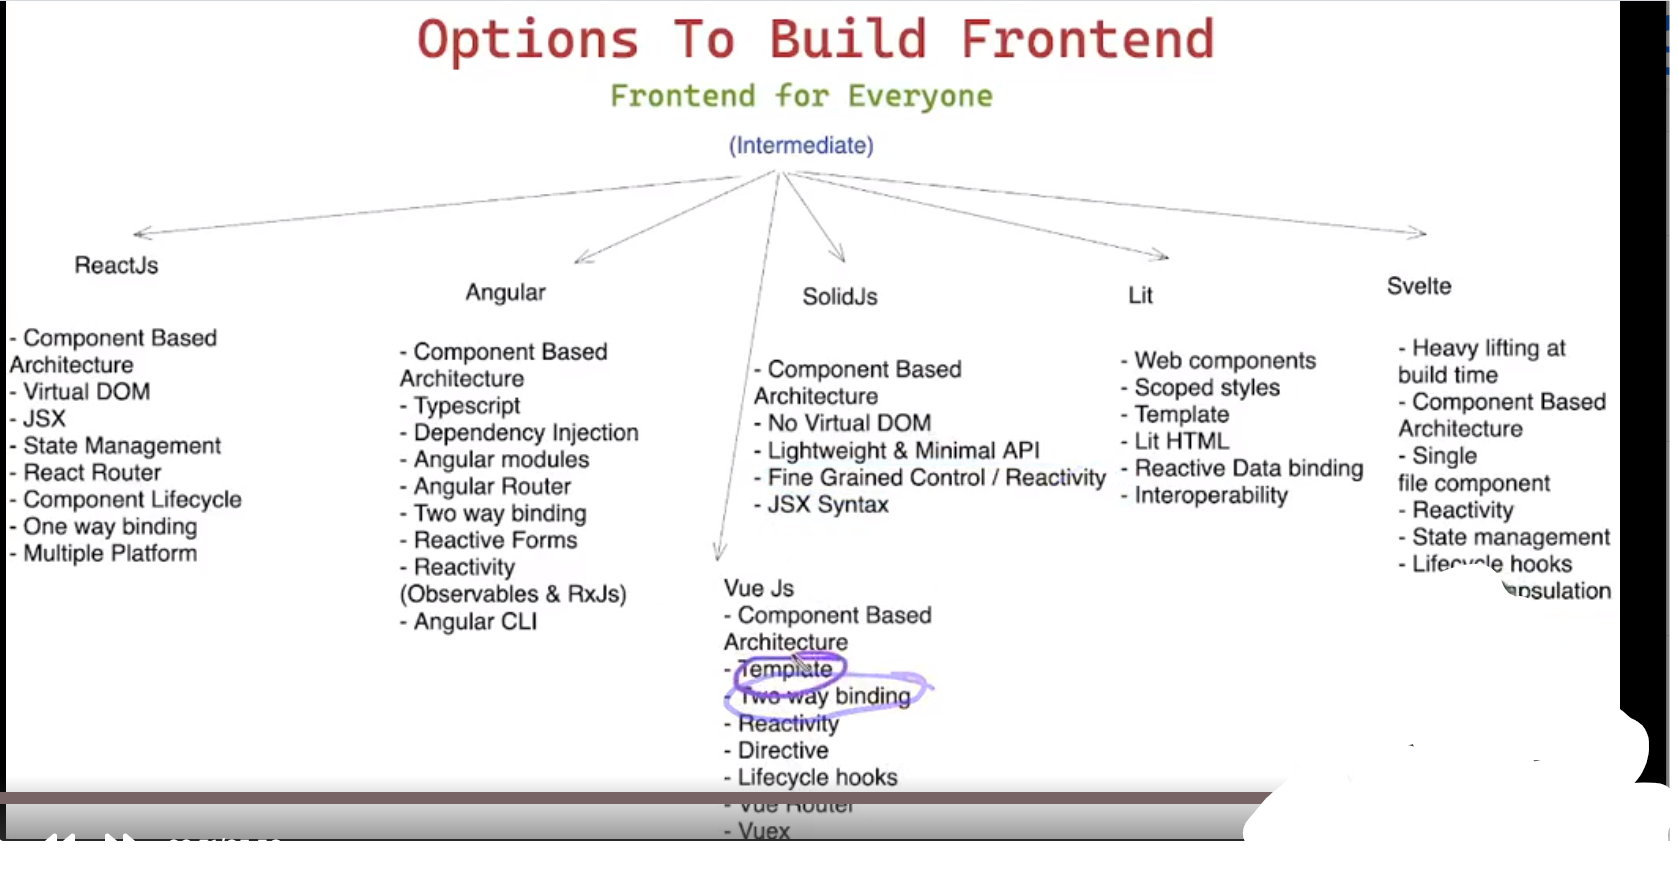 Options To Build Frontend
Frontend for Everyone
(Intermediate)
ReactJs
- Component Based
Architecture
- Virtual DOM
- JSX
- State Management
- React Router
- Component Lifecycle
- One way binding
- Multiple Platform
Angular
- Component Based
Architecture
- Typescript
- Dependency Injection
- Angular modules
- Angular Router
- Two way binding
- Reactive Forms
- Reactivity
(Observables & RxJs)
- Angular CLI
SolidJs
- Component Based
Architecture
- No Virtual DOM
- Lightweight & Minimal API
- Fine Grained Control / Reactivity
- JSX Syntax
Lit
- Web components
- Scoped styles
- Template
- Lit HTML
- Reactive Data binding
- Interoperability
Svelte
- Heavy lifting at
build time
- Component Based
Architecture
- Single
file component
- Reactivity
- State management
- Lifecycle hooks
Vue Js
- Component Based
Architecture
- Template
- Two way binding
- Reactivity
- Directive
- Lifecycle hooks
- Vue Router
- Vuex